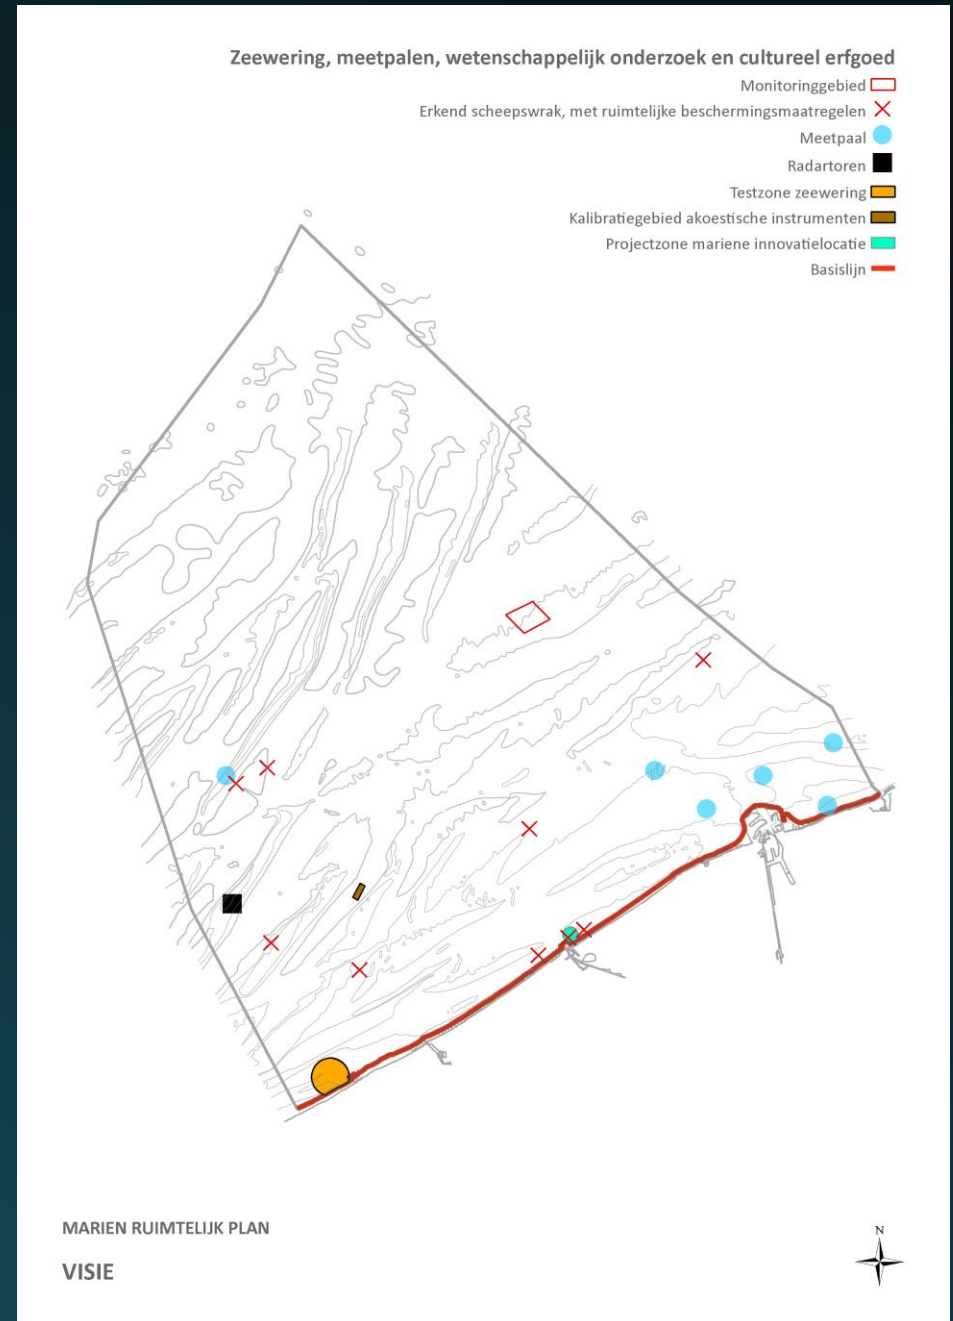 Zeewering, meetpalen, wetenschappelijk onderzoek en cultureel erfgoed
Monitoringgebied
Erkend scheepswrak, met ruimtelijke beschermingsmaatregelen
Meetpaal
Radartoren
Testzone zeewering
Kalibratiegebied akoestische instrumenten
Projectzone mariene innovatielocatie
Basislijn
MARIEN RUIMTELIJK PLAN
VISIE
N